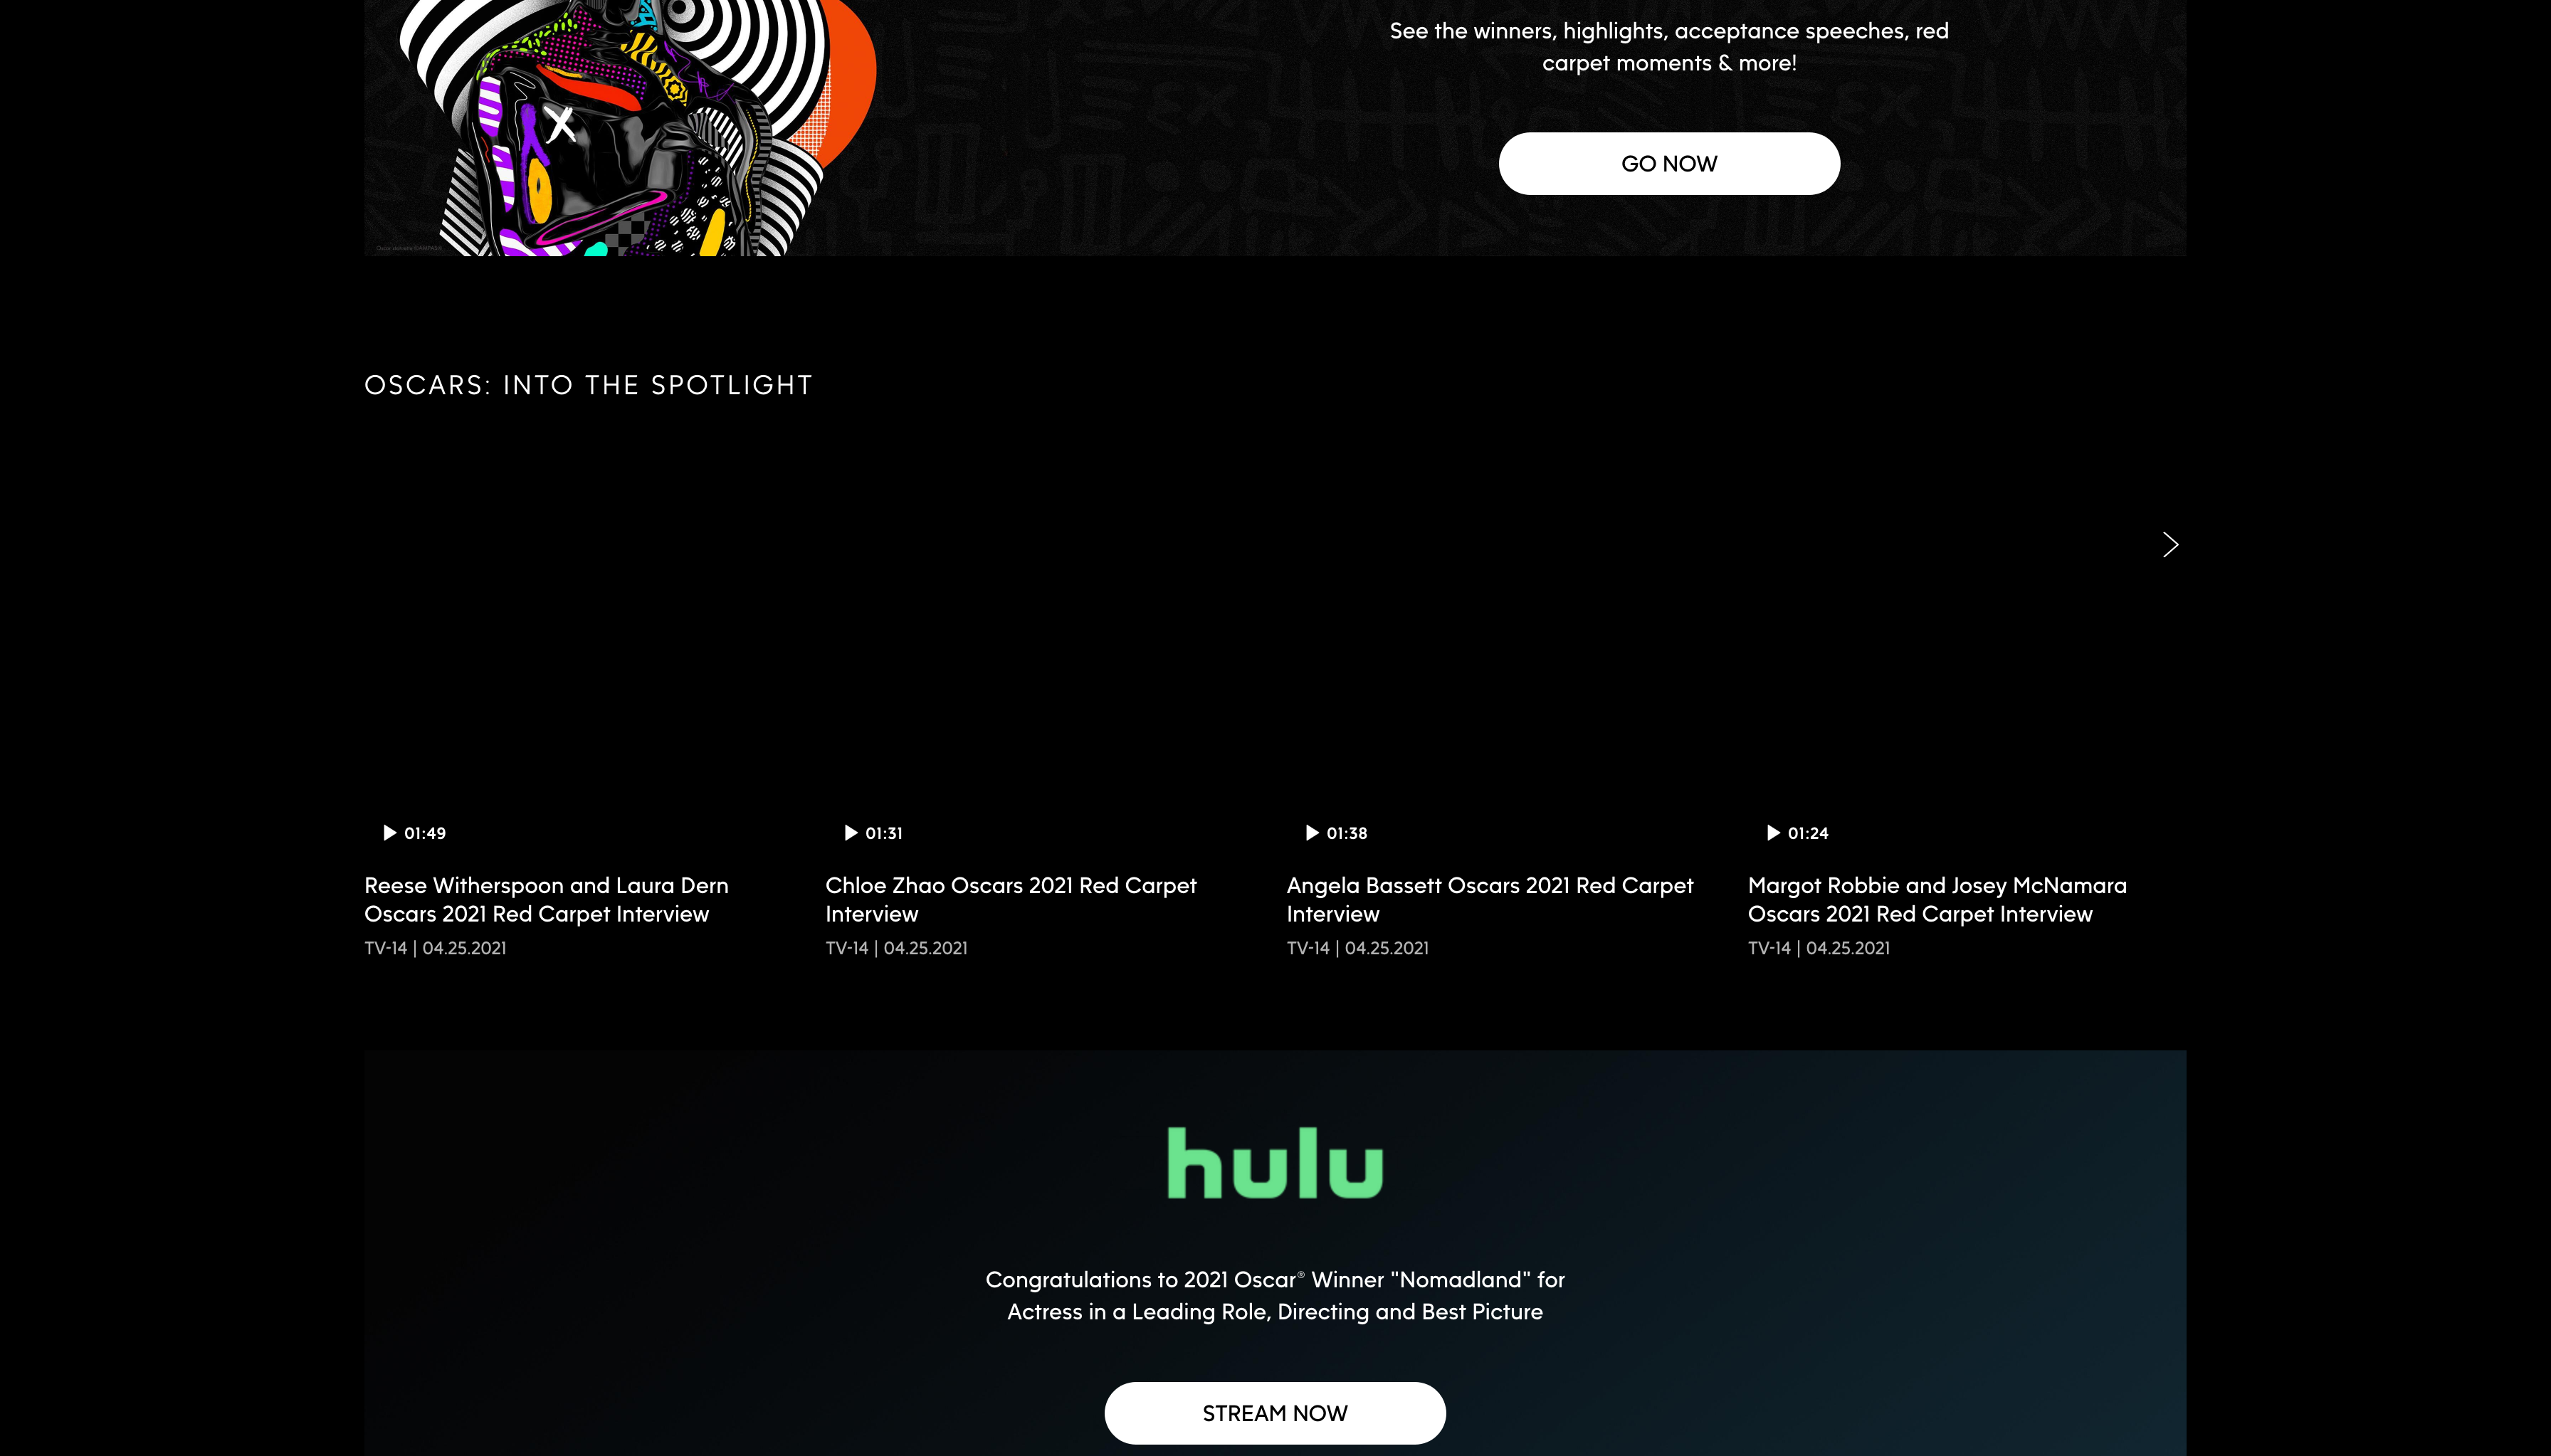 See the winners, highlights, acceptance speeches, red
carpet moments & more!
GO NOW
OSCARS: INTO THE SPOTLIGHT
01:49
Reese Witherspoon and Laura Dern
Oscars 2021 Red Carpet Interview
TV-14 | 04.25.2021
01:31
Chloe Zhao Oscars 2021 Red Carpet
Interview
TV-14 | 04.25.2021
01:38
Angela Bassett Oscars 2021 Red Carpet
Interview
TV-14 | 04.25.2021
01:24
Margot Robbie and Josey McNamara
Oscars 2021 Red Carpet Interview
TV-14 | 04.25.2021
hulu
Congratulations to 2021 Oscar® Winner "Nomadland" for
Actress in a Leading Role, Directing and Best Picture
STREAM NOW